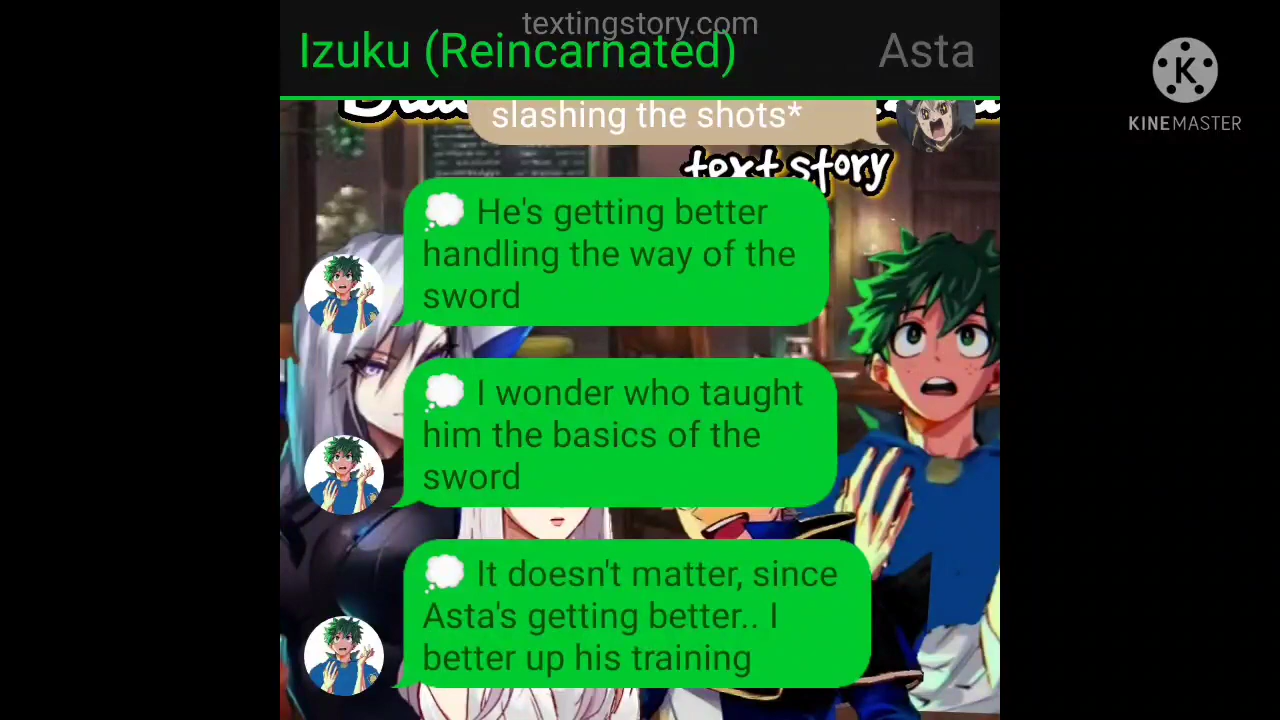 textingstory.com
Izuku (Reincarnated)
Asta
K
KINEMASTER
slashing the shots*
text story
💭 He's getting better
handling the way of the
sword
💭 I wonder who taught
him the basics of the
sword
💭 It doesn't matter, since
Asta's getting better.. I
better up his training